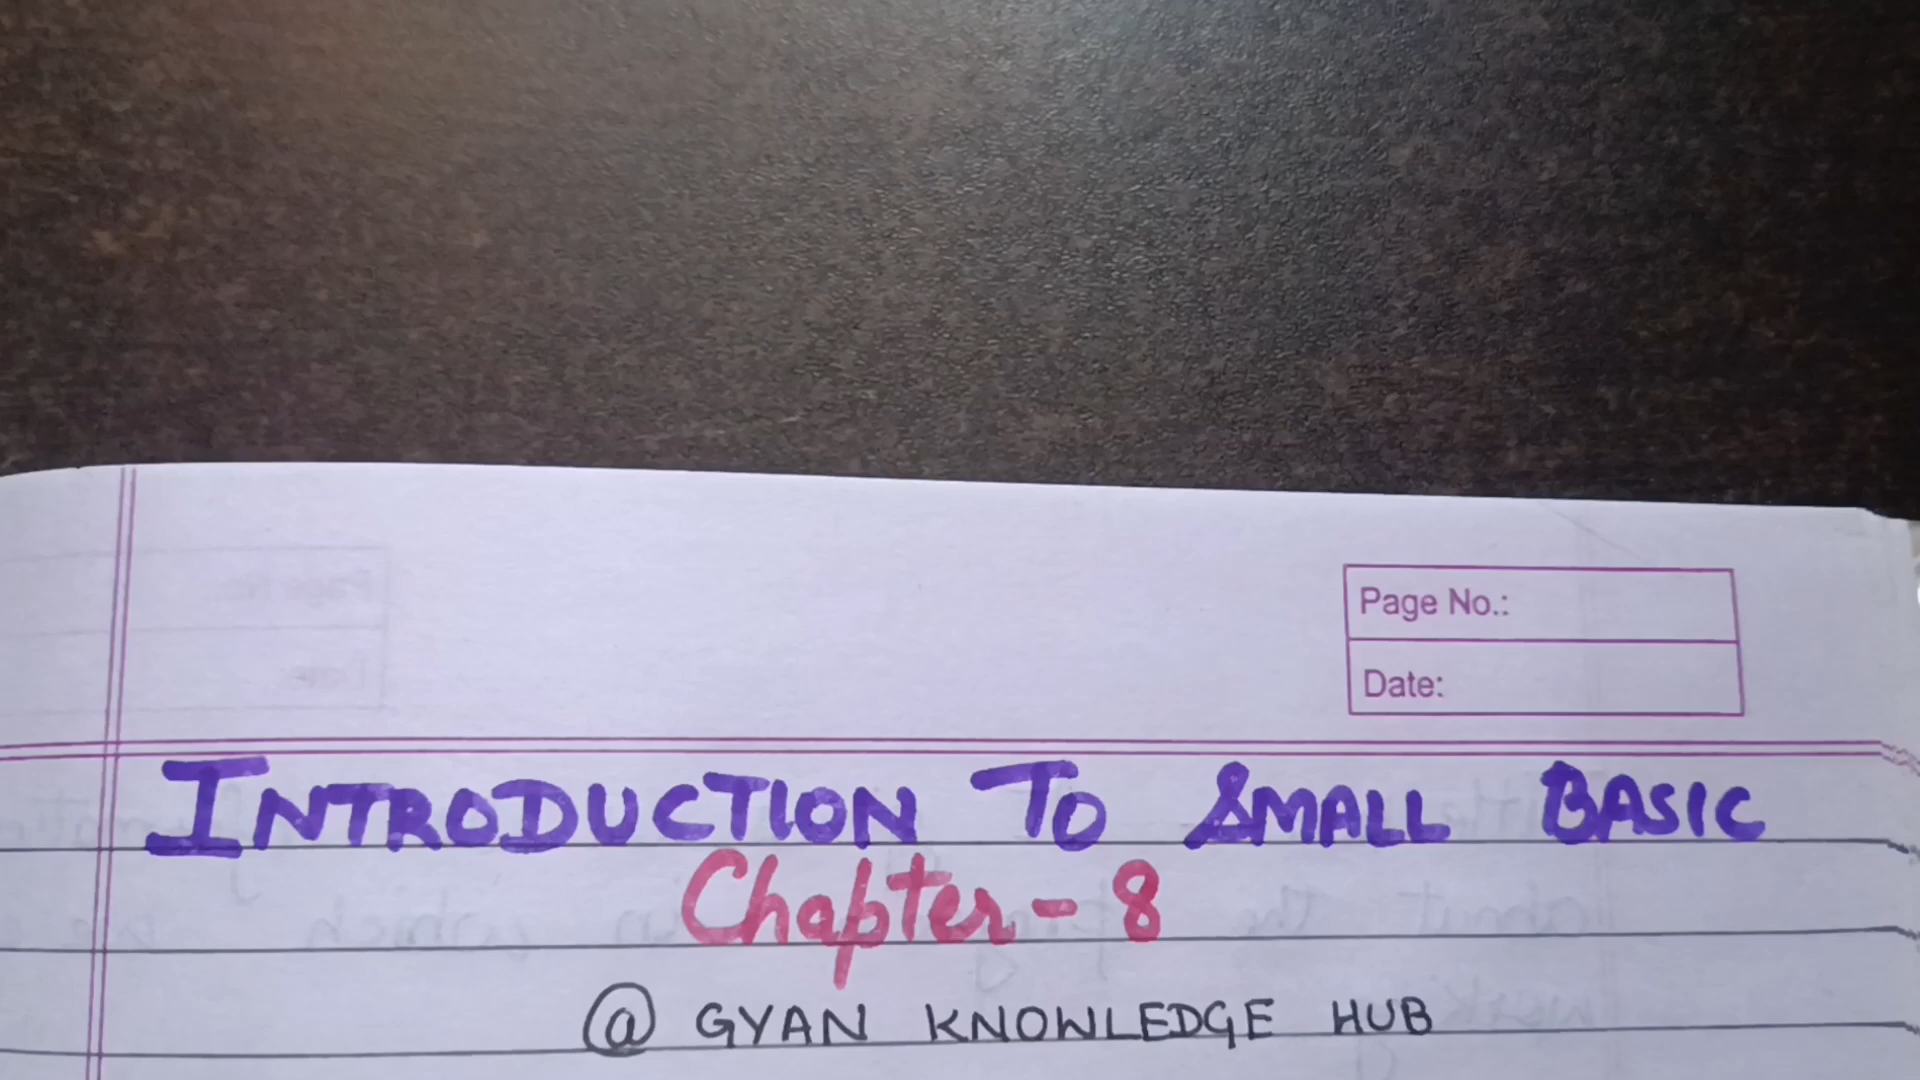 Page No.:
Date:
INTRODUCTION TO SMALL BASIC
Chapter-8
@ GYAN KNOWLEDGE HUB